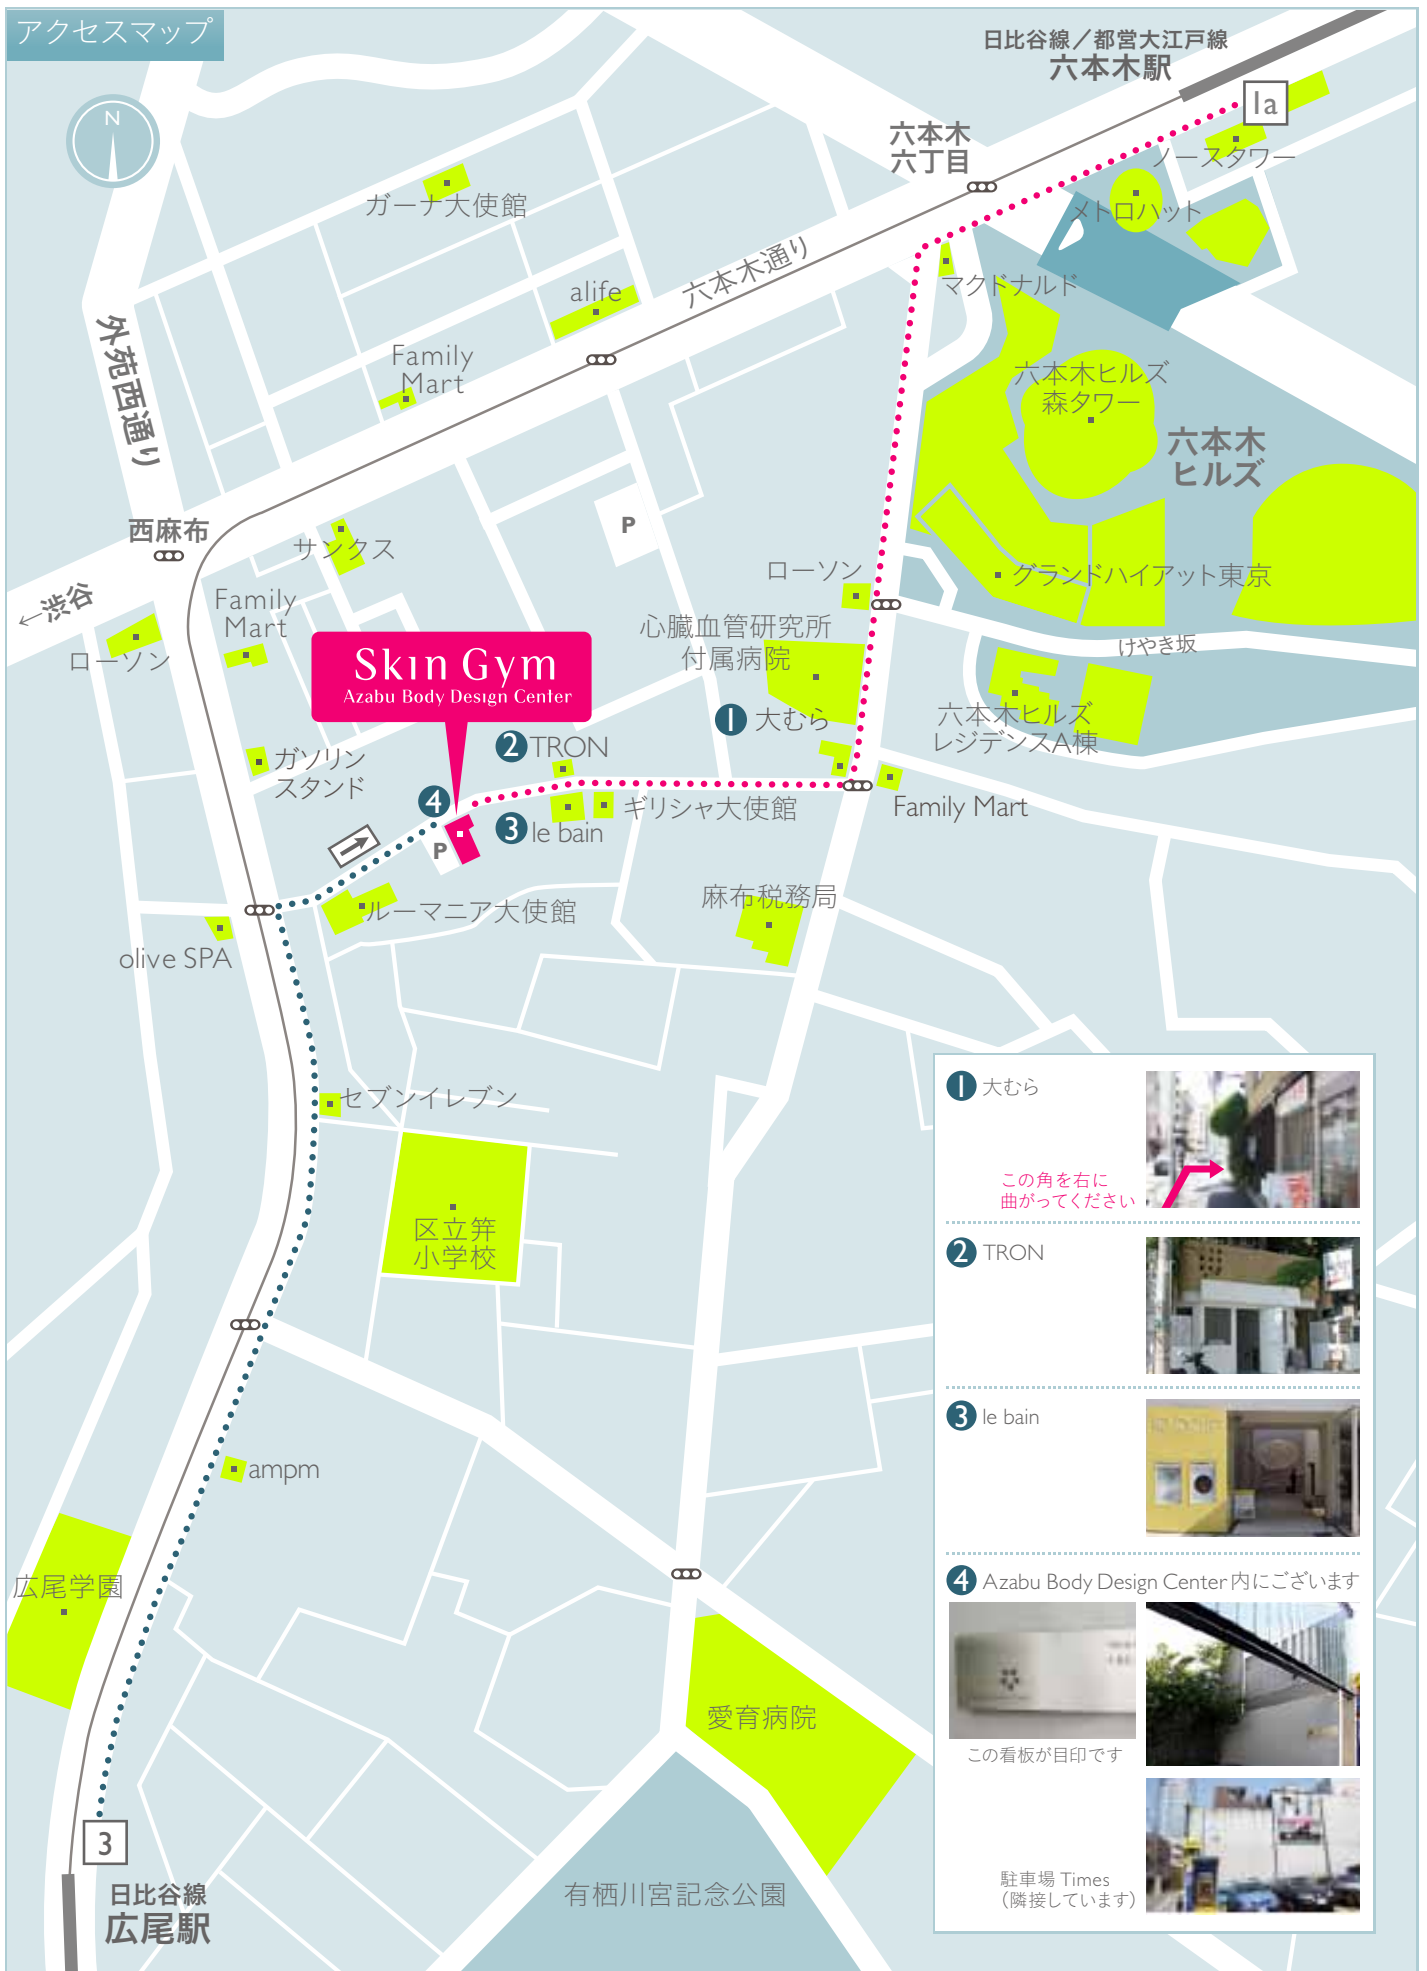 アクセスマップ
N
日比谷線／都営大江戸線
六本木駅
1a
六本木
六丁目
ノースタワー
メトロハット
ガーナ大使館
六本木通り
マクドナルド
alife
外苑西通り
Family
Mart
六本木ヒルズ
森タワー
六本木
ヒルズ
西麻布
サンクス
P
←渋谷
ローソン
グランドハイアット東京
Family
Mart
心臓血管研究所
付属病院
けやき坂
ローソン
Skin Gym
Azabu Body Design Center
1 大むら
六本木ヒルズ
レジデンスA棟
2 TRON
ガソリン
スタンド
4
3 le bain
ギリシャ大使館
Family Mart
P
ルーマニア大使館
麻布税務局
olive SPA
セブンイレブン
区立笄
小学校
ampm
広尾学園
愛育病院
有栖川宮記念公園
3
日比谷線
広尾駅
1 大むら
この角を右に
曲がってください
2 TRON
3 le bain
4 Azabu Body Design Center 内にございます
この看板が目印です
駐車場 Times
（隣接しています）